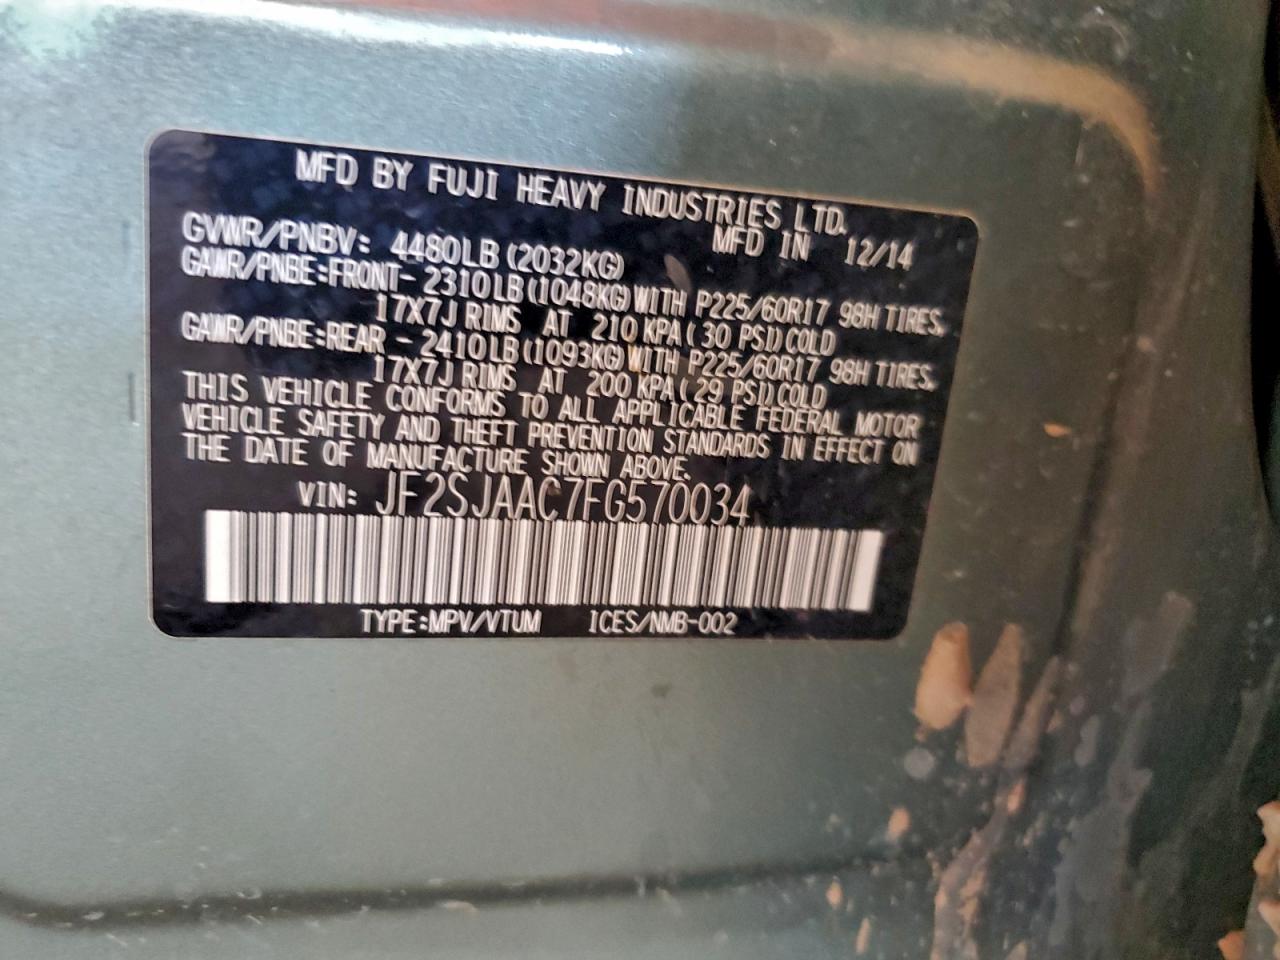 MFD BY FUJI HEAVY INDUSTRIES LTD.
MFD IN 12/14
GVWR/PNBV: 4480LB (2032KG)
GAWR/PNBE:FRONT- 2310LB(1048KG)WITH P225/60R17 98H TIRES,
17X7J RIMS AT 210 KPA(30 PSI)COLD
GAWR/PNBE:REAR - 2410LB(1093KG)WITH P225/60R17 98H TIRES,
17X7J RIMS AT 200 KPA(29 PSI)COLD
THIS VEHICLE CONFORMS TO ALL APPLICABLE FEDERAL MOTOR
VEHICLE SAFETY AND THEFT PREVENTION STANDARDS IN EFFECT ON
THE DATE OF MANUFACTURE SHOWN ABOVE.
VIN: JF2SJAAC7FG570034
TYPE:MPV/VTUM ICES/NMB-002